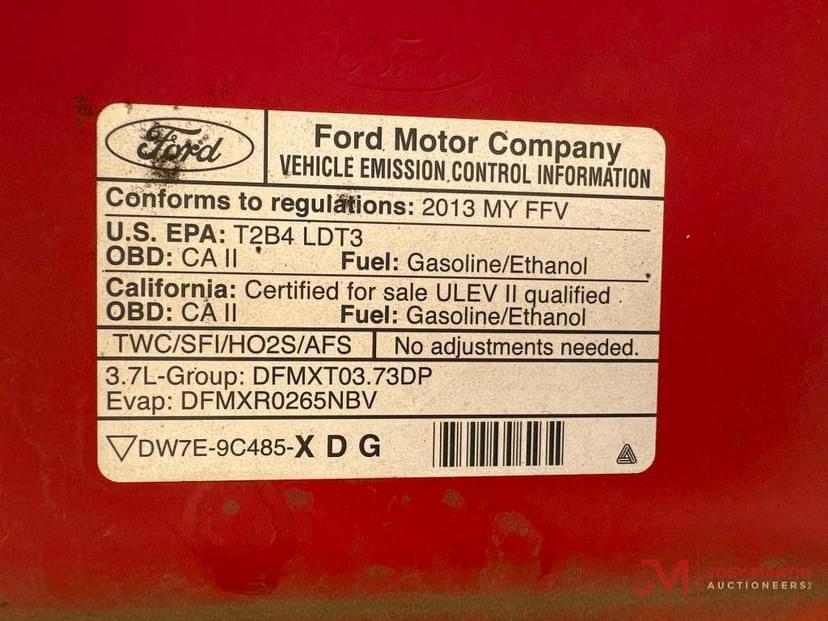 Ford
Ford
Ford Motor Company
VEHICLE EMISSION CONTROL INFORMATION
Conforms to regulations: 2013 MY FFV
U.S. EPA: T2B4 LDT3
OBD: CA II Fuel: Gasoline/Ethanol
California: Certified for sale ULEV II qualified .
OBD: CA II Fuel: Gasoline/Ethanol
TWC/SFI/HO2S/AFS No adjustments needed.
3.7L-Group: DFMXT03.73DP
Evap: DFMXR0265NBV
DW7E-9C485-X D G
JM
AUCTIONEERS